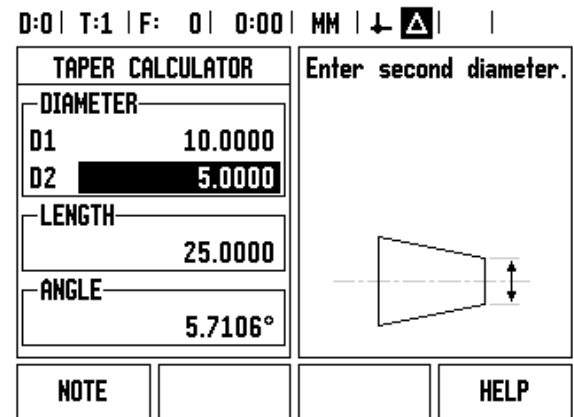 D:0 | T:1 | F: 0 | 0:00 | MM | Δ | |
TAPER CALCULATOR
DIAMETER
D1 10.0000
D2 5.0000
LENGTH
25.0000
ANGLE
5.7106°
Enter second diameter.
NOTE
HELP